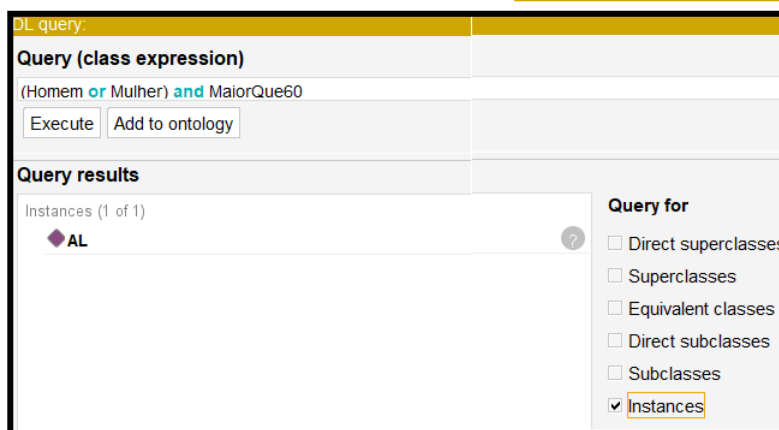 DL query:
Query (class expression)
(Homem or Mulher) and MaiorQue60
Execute Add to ontology
Query results
Instances (1 of 1)
AL
?
Query for
Direct superclasses
Superclasses
Equivalent classes
Direct subclasses
Subclasses
Instances